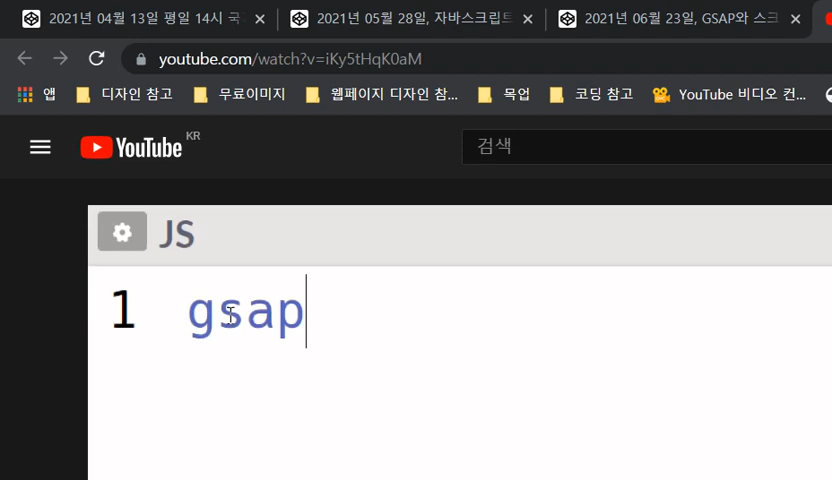 2021년 04월 13일 평일 14시 국
2021년 05월 28일, 자바스크립트
2021년 06월 23일, GSAP와 스크
youtube.com/watch?v=iKy5tHqK0aM
앱 디자인 참고 무료이미지 웹페이지 디자인 참... 목업 코딩 참고 YouTube 비디오 컨...
YouTube KR
검색
JS
1 gsap